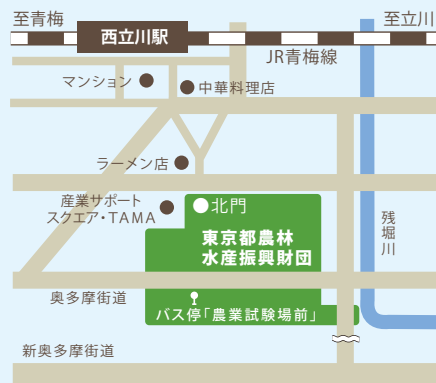 至青梅
至立川
西立川駅
JR青梅線
マンション
中華料理店
ラーメン店
産業サポート
スクエア・TAMA
北門
東京都農林
水産振興財団
残堀川
奥多摩街道
バス停「農業試験場前」
新奥多摩街道